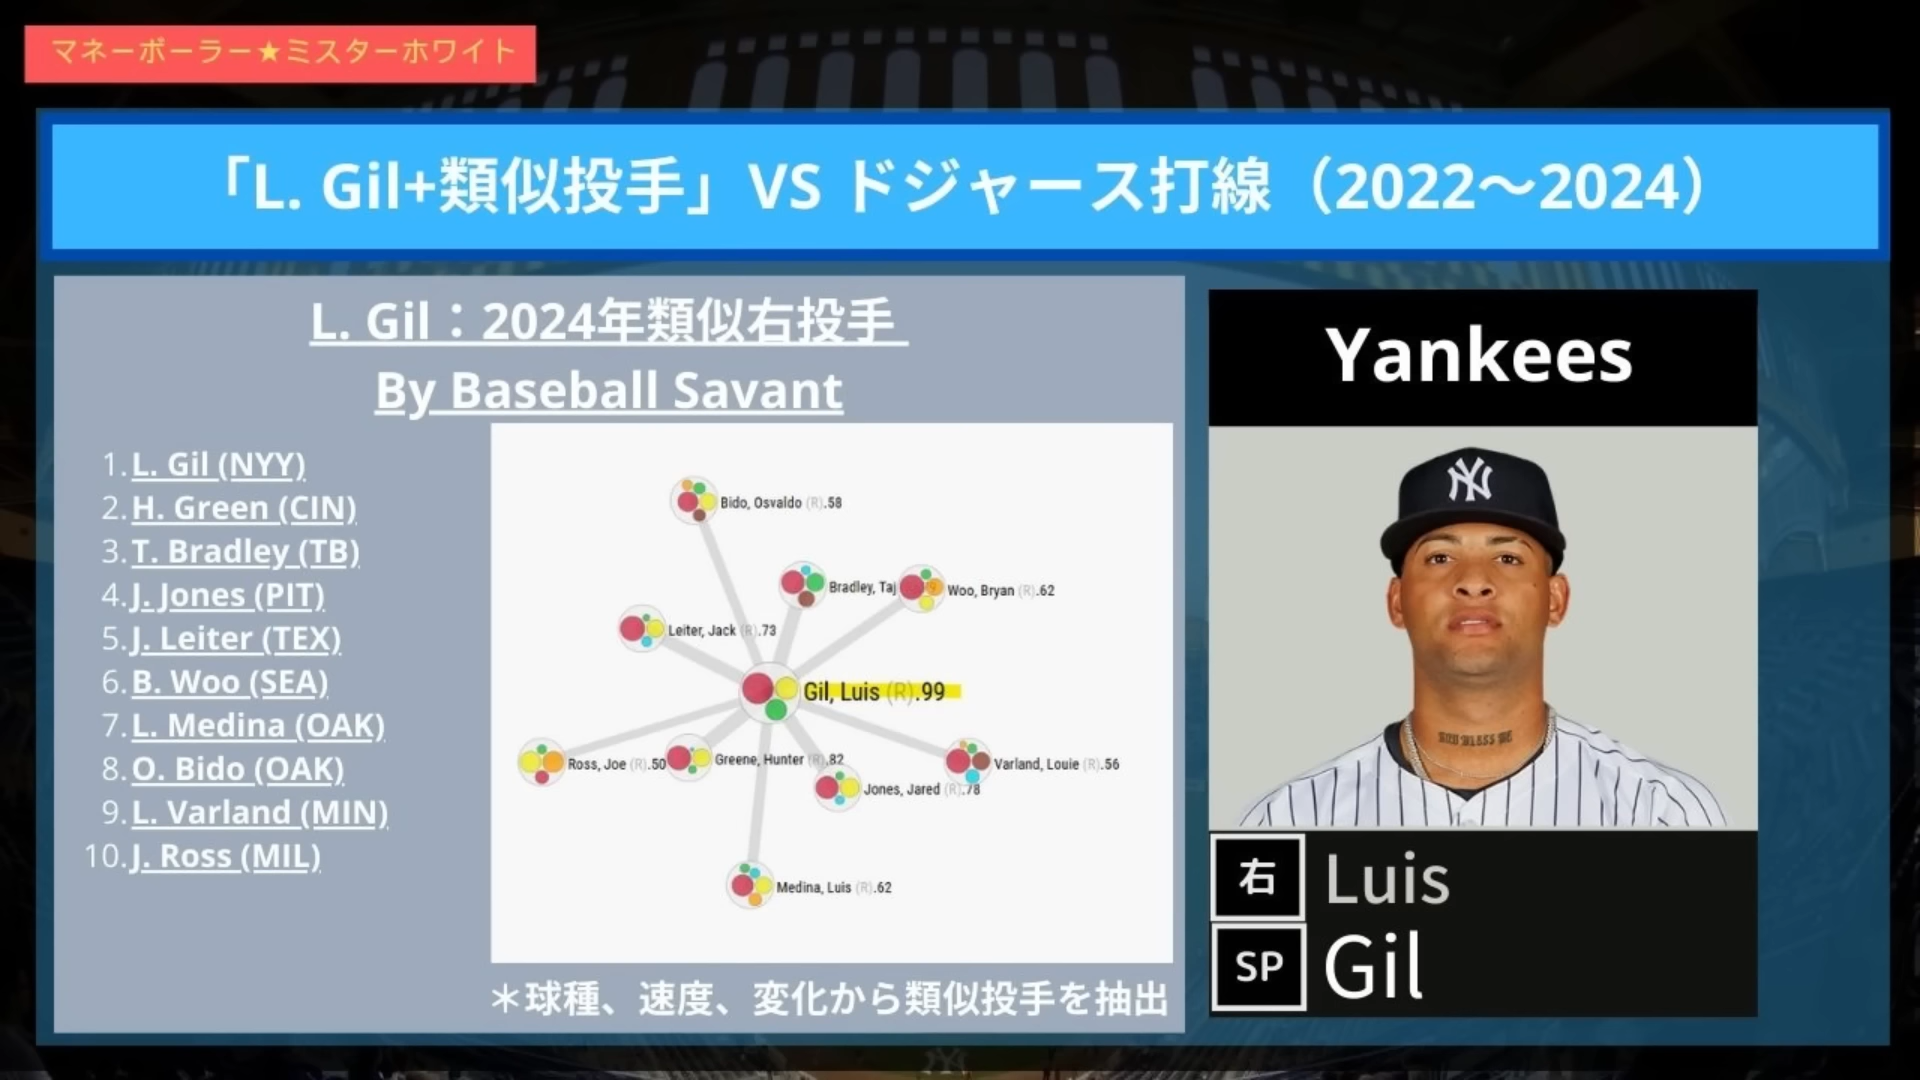 マネーボーラー★ミスターホワイト
「L. Gil+類似投手」VS ドジャース打線（2022～2024）
L. Gil：2024年類似右投手
By Baseball Savant
1. L. Gil (NYY)
2. H. Green (CIN)
3. T. Bradley (TB)
4. J. Jones (PIT)
5. J. Leiter (TEX)
6. B. Woo (SEA)
7. L. Medina (OAK)
8. O. Bido (OAK)
9. L. Varland (MIN)
10. J. Ross (MIL)
Bido, Osvaldo (R).58
Bradley, Taj
Woo, Bryan (R).62
Leiter, Jack (R).73
Gil, Luis (R).99
Ross, Joe (R).50
Greene, Hunter (R).82
Varland, Louie (R).56
Jones, Jared (R).78
Medina, Luis (R).62
＊球種、速度、変化から類似投手を抽出
Yankees
NY
右 Luis
SP Gil